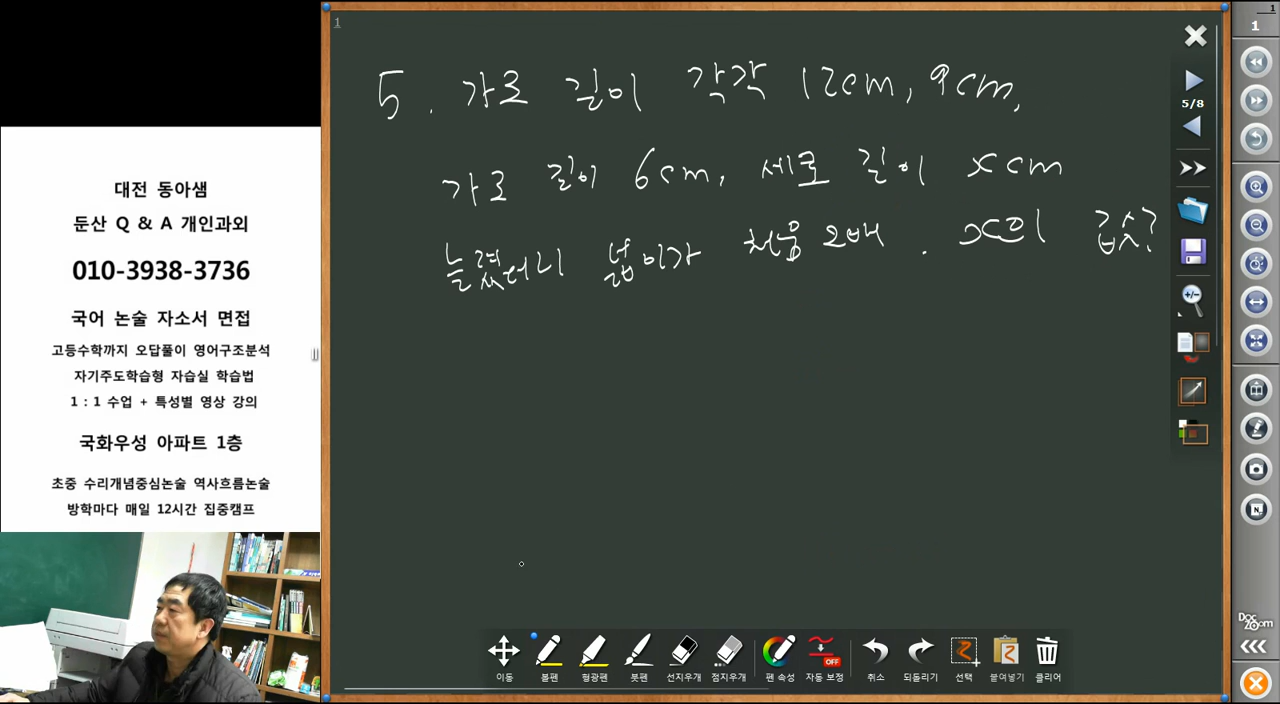 대전 동아샘
둔산 Q & A 개인과외
010-3938-3736
국어 논술 자소서 면접
고등수학까지 오답풀이 영어구조분석
자기주도학습형 자습실 학습법
1 : 1 수업 + 특성별 영상 강의
국화우성 아파트 1층
초중 수리개념중심논술 역사흐름논술
방학마다 매일 12시간 집중캠프
1
5. 가로 길이 각각 12cm, 9cm,
가로 길이 6cm, 세로 길이 xcm
늘렸더니 넓이가 처음 2배. x의 값?
5/8
1
1
OFF
이동 볼펜 형광펜 붓펜 선지우개 점지우개 펜 속성 자동 보정 취소 되돌리기 선택 붙여넣기 클리어